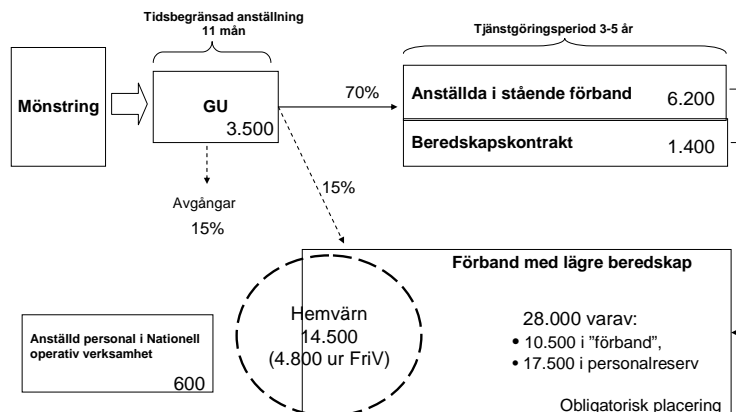 Tidsbegränsad anställning
11 mån
Tjänstgöringsperiod 3-5 år
Mönstring
GU
3.500
70%
Anställda i stående förband 6.200
Beredskapskontrakt 1.400
Avgångar
15%
15%
Förband med lägre beredskap
Hemvärn
14.500
(4.800 ur FriV)
28.000 varav:
• 10.500 i ”förband”,
• 17.500 i personalreserv
Anställd personal i Nationell
operativ verksamhet
600
Obligatorisk placering